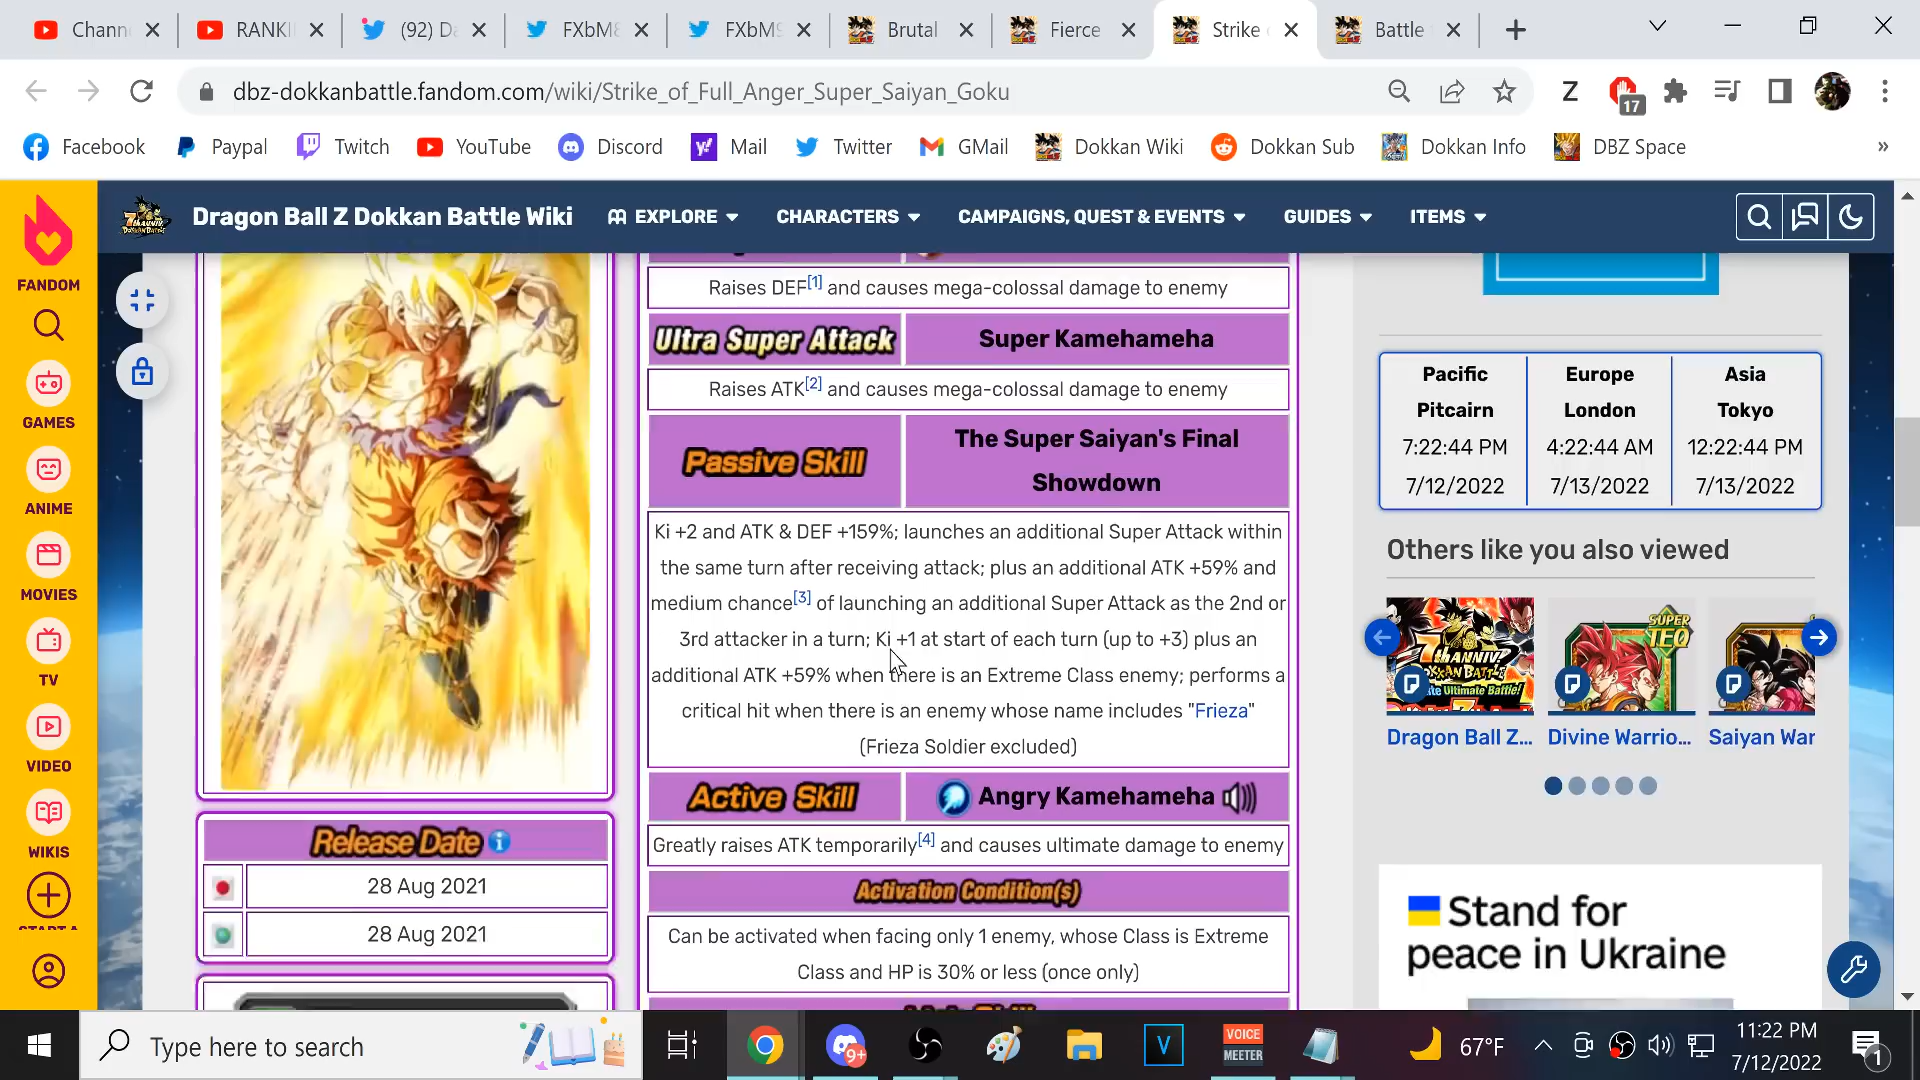 Chann
RANKI
(92) Da
FXbM8
FXbM9
Brutal
Fierce
Strike o
Battle
dbz-dokkanbattle.fandom.com/wiki/Strike_of_Full_Anger_Super_Saiyan_Goku
Z
17
Facebook
Paypal
Twitch
YouTube
Discord
Mail
Twitter
GMail
Dokkan Wiki
Dokkan Sub
Dokkan Info
DBZ Space
»
Dragon Ball Z Dokkan Battle Wiki
EXPLORE
CHARACTERS
CAMPAIGNS, QUEST & EVENTS
GUIDES
ITEMS
FANDOM
GAMES
ANIME
MOVIES
TV
VIDEO
WIKIS
START A
Raises DEF[1] and causes mega-colossal damage to enemy
Ultra Super Attack
Super Kamehameha
Raises ATK[2] and causes mega-colossal damage to enemy
Passive Skill
The Super Saiyan's Final
Showdown
Ki +2 and ATK & DEF +159%; launches an additional Super Attack within
the same turn after receiving attack; plus an additional ATK +59% and
medium chance[3] of launching an additional Super Attack as the 2nd or
3rd attacker in a turn; Ki +1 at start of each turn (up to +3) plus an
additional ATK +59% when there is an Extreme Class enemy; performs a
critical hit when there is an enemy whose name includes "Frieza"
(Frieza Soldier excluded)
Active Skill
Angry Kamehameha
Greatly raises ATK temporarily[4] and causes ultimate damage to enemy
Activation Condition(s)
Can be activated when facing only 1 enemy, whose Class is Extreme
Class and HP is 30% or less (once only)
Release Date
28 Aug 2021
28 Aug 2021
Pacific
Pitcairn
7:22:44 PM
7/12/2022
Europe
London
4:22:44 AM
7/13/2022
Asia
Tokyo
12:22:44 PM
7/13/2022
Others like you also viewed
Dragon Ball Z...
Divine Warrio...
Saiyan War
SUPER
TEQ
Stand for
peace in Ukraine
Type here to search
9+
V
VOICE
MEETER
67°F
11:22 PM
7/12/2022
1